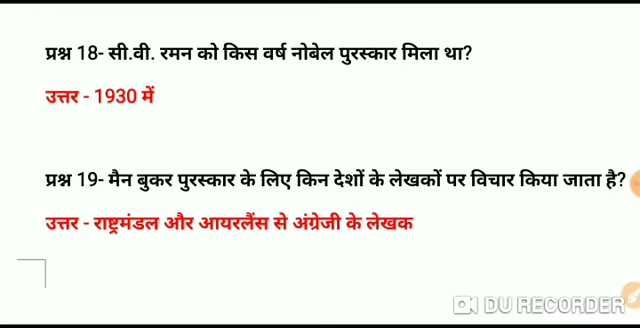 प्रश्न 18- सी.वी. रमन को किस वर्ष नोबेल पुरस्कार मिला था?
उत्तर - 1930 में
प्रश्न 19- मैन बुकर पुरस्कार के लिए किन देशों के लेखकों पर विचार किया जाता है?
उत्तर - राष्ट्रमंडल और आयरलैंस से अंग्रेजी के लेखक
DU RECORDER